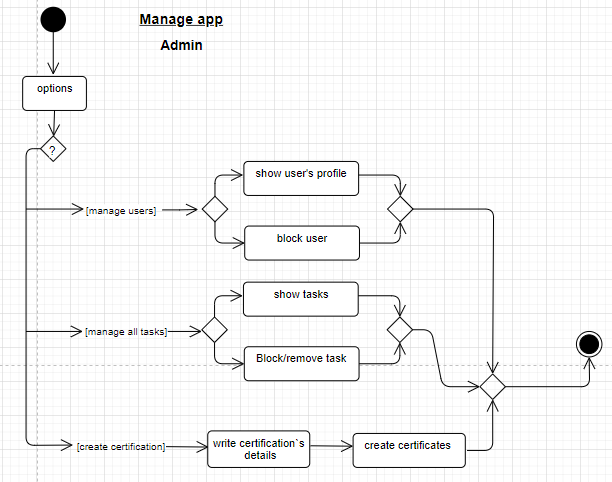 Manage app
Admin
options
?
show user's profile
[manage users]
block user
show tasks
[manage all tasks]
Block/remove task
[create certification]
write certification`s
details
create certificates